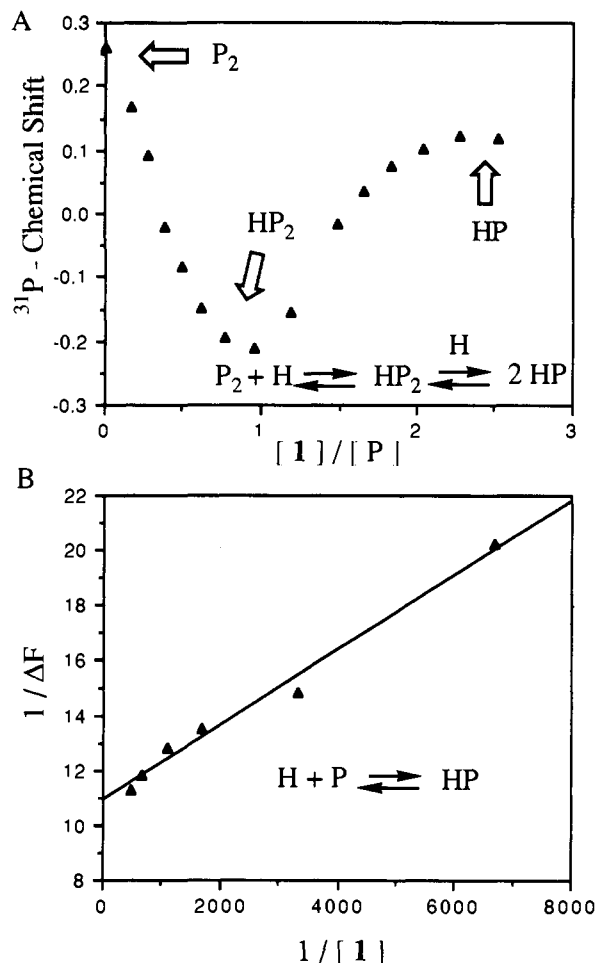 A
0.3
0.2
0.1
0.0
-0.1
-0.2
-0.3
³¹P - Chemical Shift
P₂
HP₂
HP
H
P₂ + H ⇌ HP₂ ⇌ 2 HP
0 1 2 3
[ 1 ] / [ P ]
B
22
20
18
16
14
12
10
8
1 / ΔF
H + P ⇌ HP
0 2000 4000 6000 8000
1 / [ 1 ]